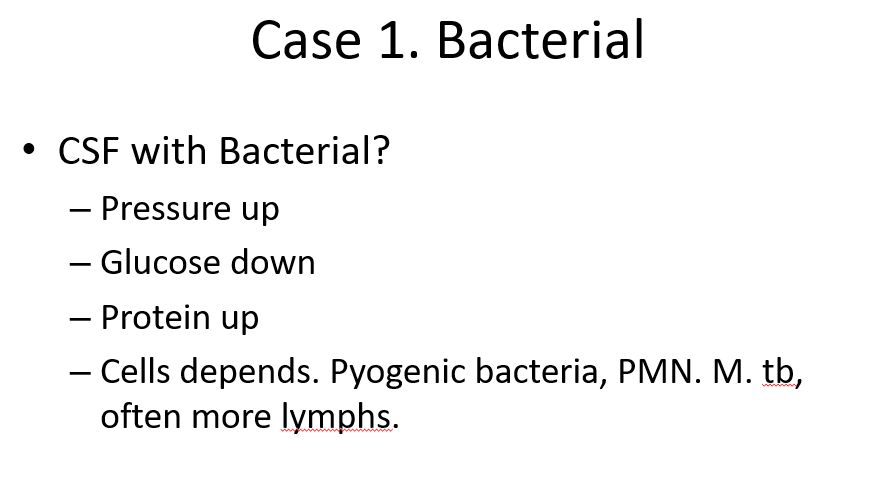 Case 1. Bacterial
• CSF with Bacterial?
– Pressure up
– Glucose down
– Protein up
– Cells depends. Pyogenic bacteria, PMN. M. tb,
often more lymphs.